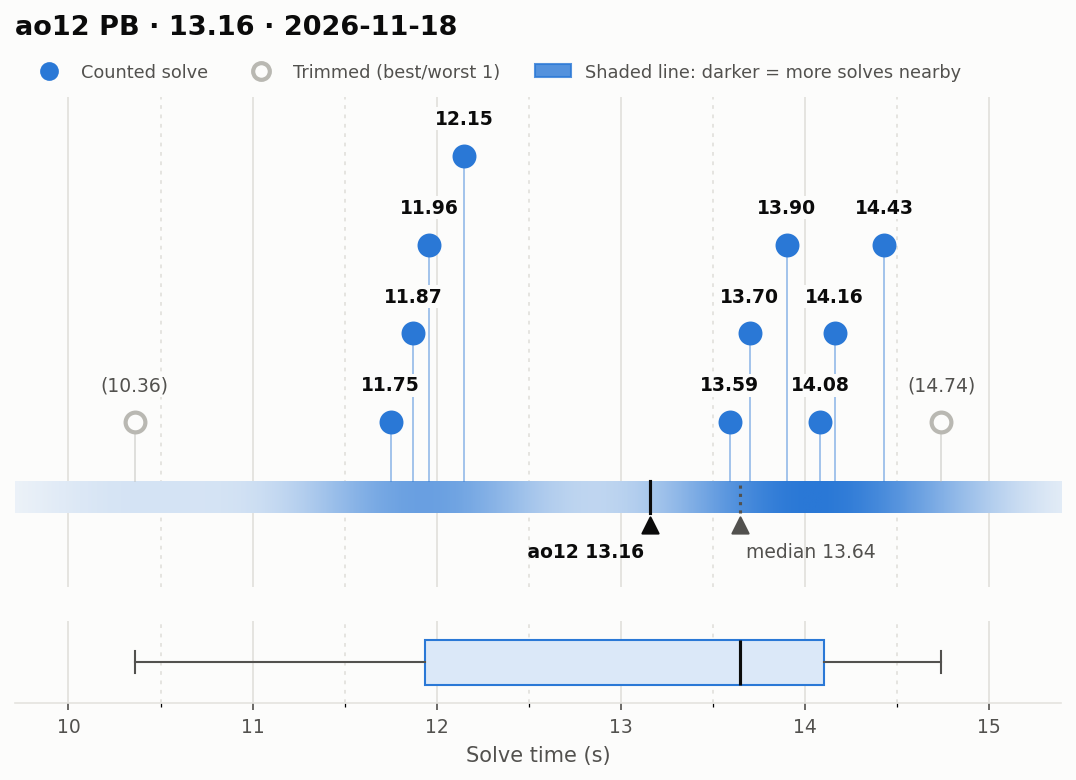 ao12 PB · 13.16 · 2026-11-18
Counted solve
Trimmed (best/worst 1)
Shaded line: darker = more solves nearby
12.15
11.96
13.90
14.43
11.87
13.70
14.16
(10.36)
11.75
13.59
14.08
(14.74)
ao12 13.16
median 13.64
10
11
12
13
14
15
Solve time (s)